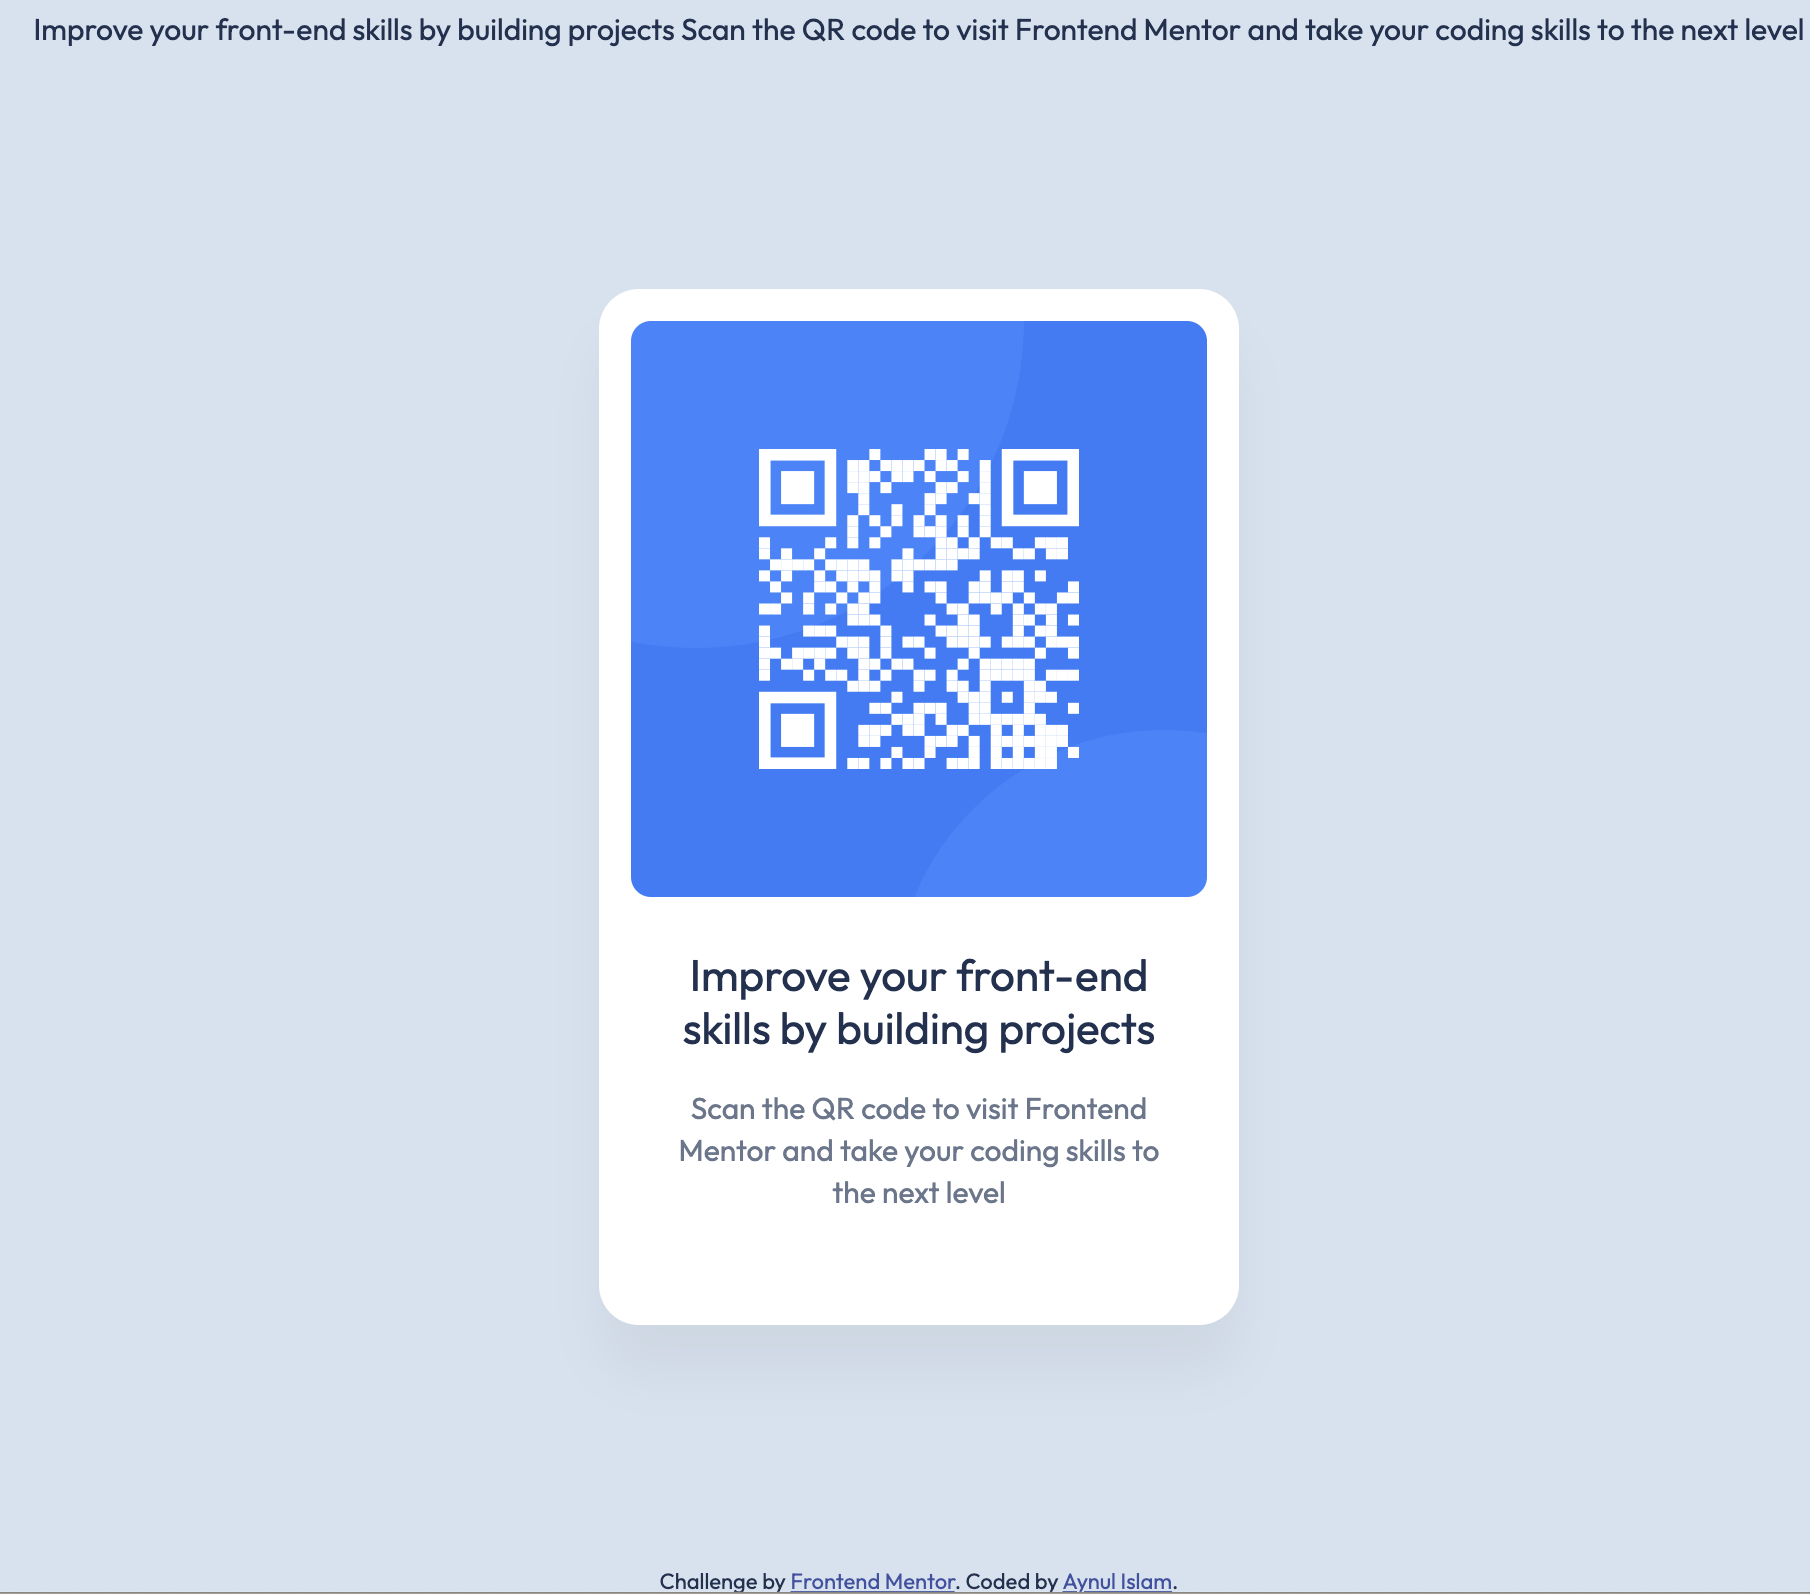 Improve your front-end skills by building projects Scan the QR code to visit Frontend Mentor and take your coding skills to the next level
Improve your front-end
skills by building projects
Scan the QR code to visit Frontend
Mentor and take your coding skills to
the next level
Challenge by Frontend Mentor. Coded by Aynul Islam.